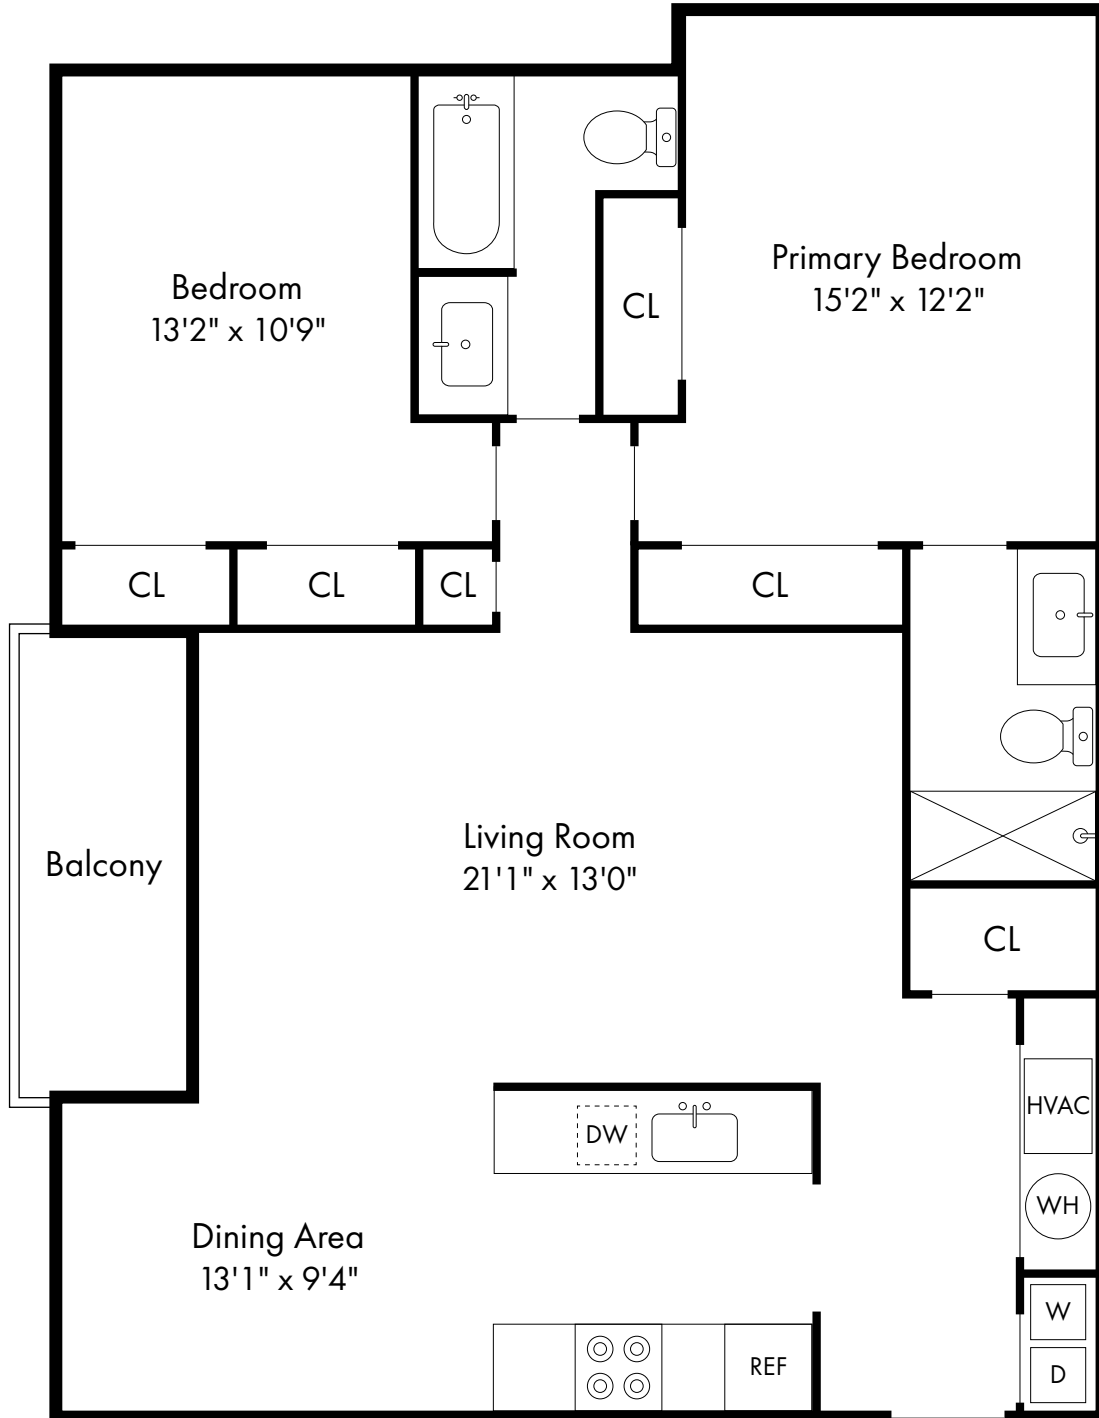 Primary Bedroom
15'2" x 12'2"
Bedroom
13'2" x 10'9"
CL
CL
CL
CL
CL
Living Room
21'1" x 13'0"
Balcony
CL
HVAC
DW
WH
Dining Area
13'1" x 9'4"
W
REF
D